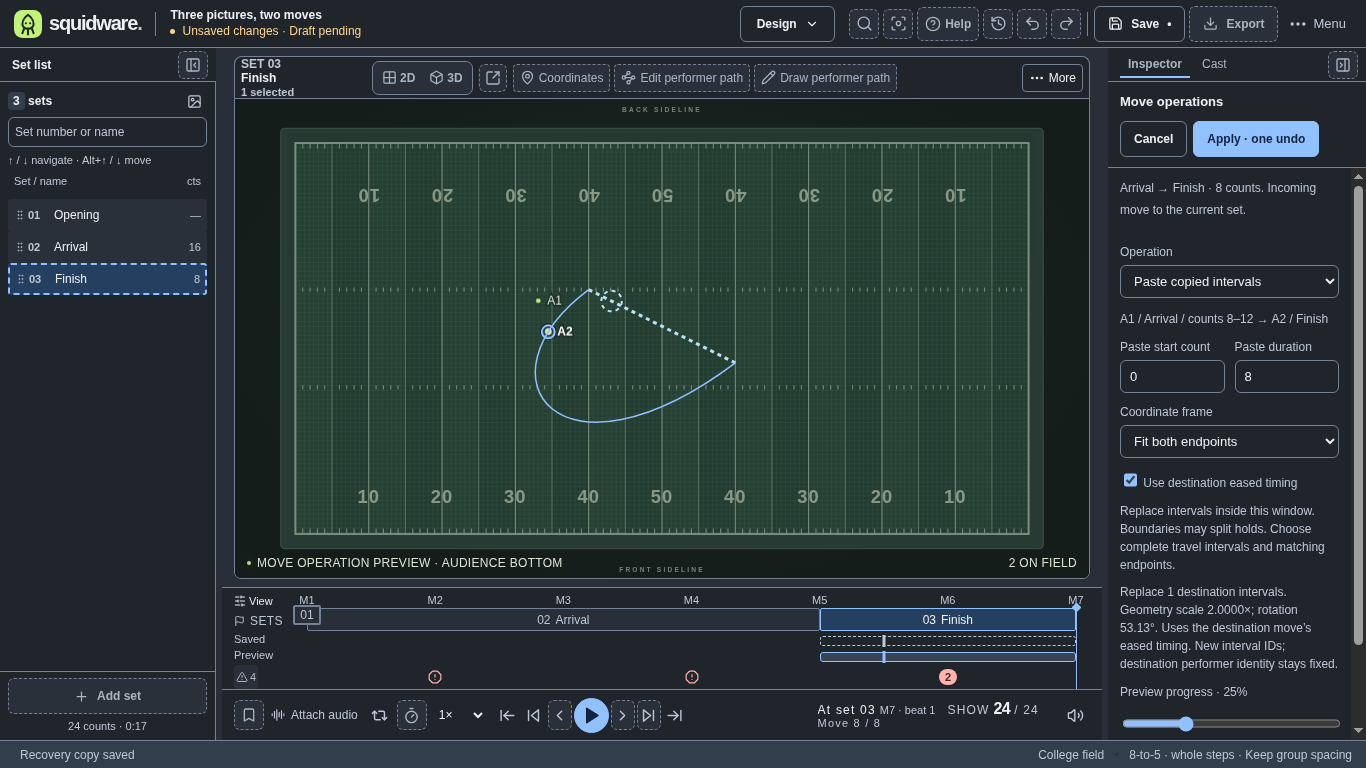 squidware.
Three pictures, two moves
Unsaved changes · Draft pending
Design
Help
Save •
Export
Menu
Set list
3 sets
Set number or name
↑ / ↓ navigate · Alt+↑ / ↓ move
Set / name cts
01 Opening —
02 Arrival 16
03 Finish 8
Add set
24 counts · 0:17
SET 03
Finish
1 selected
2D
3D
Coordinates
Edit performer path
Draw performer path
More
BACK SIDELINE
10 20 30 40 50 40 30 20 10
A1
A2
10 20 30 40 50 40 30 20 10
MOVE OPERATION PREVIEW · AUDIENCE BOTTOM
FRONT SIDELINE
2 ON FIELD
View
M1 M2 M3 M4 M5 M6 M7
SETS
01
02 Arrival
03 Finish
Saved
Preview
4
2
Attach audio
1×
At set 03 M7 · beat 1 SHOW 24 / 24
Move 8 / 8
Inspector
Cast
Move operations
Cancel
Apply · one undo
Arrival → Finish · 8 counts. Incoming
move to the current set.
Operation
Paste copied intervals
A1 / Arrival / counts 8–12 → A2 / Finish
Paste start count Paste duration
0 8
Coordinate frame
Fit both endpoints
Use destination eased timing
Replace intervals inside this window.
Boundaries may split holds. Choose
complete travel intervals and matching
endpoints.
Replace 1 destination intervals.
Geometry scale 2.0000×; rotation
53.13°. Uses the destination move's
eased timing. New interval IDs;
destination performer identity stays fixed.
Preview progress · 25%
Recovery copy saved
College field · 8-to-5 · whole steps · Keep group spacing